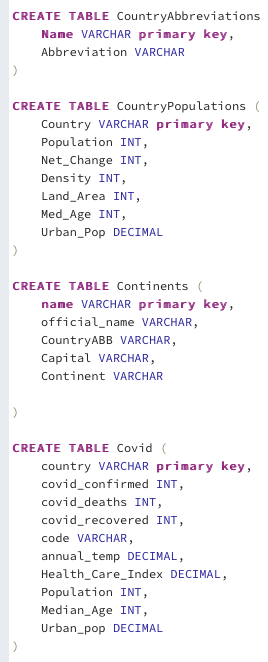 CREATE TABLE CountryAbbreviations
Name VARCHAR primary key,
Abbreviation VARCHAR
)
CREATE TABLE CountryPopulations (
Country VARCHAR primary key,
Population INT,
Net_Change INT,
Density INT,
Land_Area INT,
Med_Age INT,
Urban_Pop DECIMAL
)
CREATE TABLE Continents (
name VARCHAR primary key,
official_name VARCHAR,
CountryABB VARCHAR,
Capital VARCHAR,
Continent VARCHAR
)
CREATE TABLE Covid (
country VARCHAR primary key,
covid_confirmed INT,
covid_deaths INT,
covid_recovered INT,
code VARCHAR,
annual_temp DECIMAL,
Health_Care_Index DECIMAL,
Population INT,
Median_Age INT,
Urban_pop DECIMAL
)